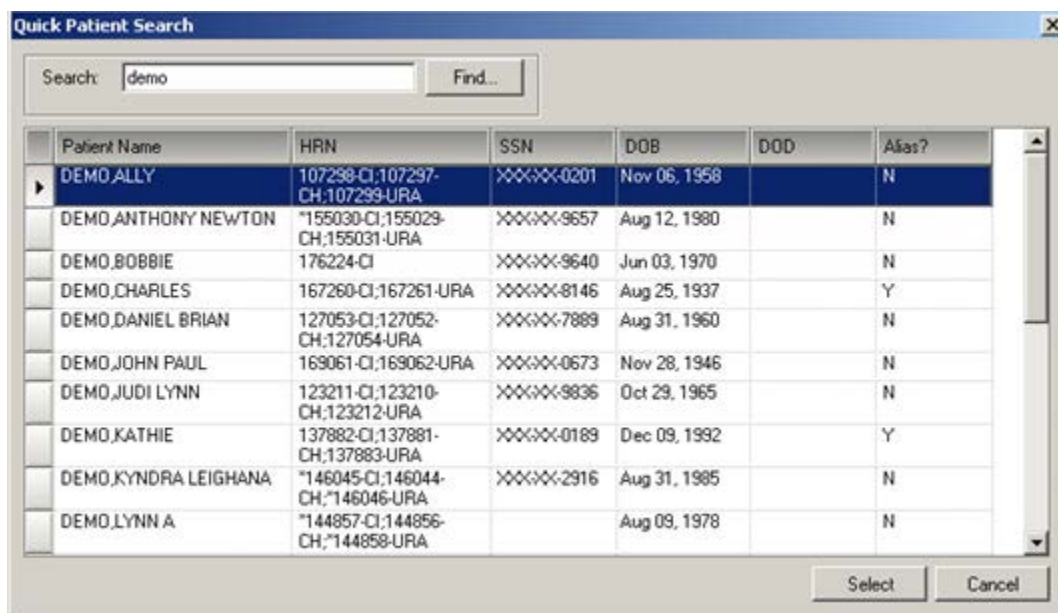 Quick Patient Search
Search: demo Find...
Patient Name HRN SSN DOB DOD Alias?
DEMO,ALLY 107298-CI;107297- XXX-XX-0201 Nov 06, 1958 N
CH;107299-URA
DEMO,ANTHONY NEWTON *155030-CI;155029- XXX-XX-9657 Aug 12, 1980 N
CH;155031-URA
DEMO,BOBBIE 176224-CI XXX-XX-9640 Jun 03, 1970 N
DEMO,CHARLES 167260-CI;167261-URA XXX-XX-8146 Aug 25, 1937 Y
DEMO,DANIEL BRIAN 127053-CI;127052- XXX-XX-7889 Aug 31, 1960 N
CH;127054-URA
DEMO,JOHN PAUL 169061-CI;169062-URA XXX-XX-0673 Nov 28, 1946 N
DEMO,JUDI LYNN 123211-CI;123210- XXX-XX-9836 Oct 29, 1965 N
CH;123212-URA
DEMO,KATHIE 137882-CI;137881- XXX-XX-0189 Dec 09, 1992 Y
CH;137883-URA
DEMO,KYNDRA LEIGHANA *146045-CI;146044- XXX-XX-2916 Aug 31, 1985 N
CH;*146046-URA
DEMO,LYNN A *144857-CI;144856- Aug 09, 1978 N
CH;*144858-URA
Select Cancel